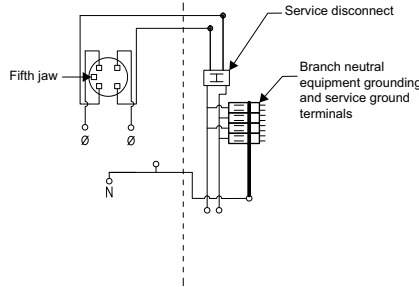 Service disconnect
Fifth jaw
Branch neutral
equipment grounding
and service ground
terminals
Ø Ø
N